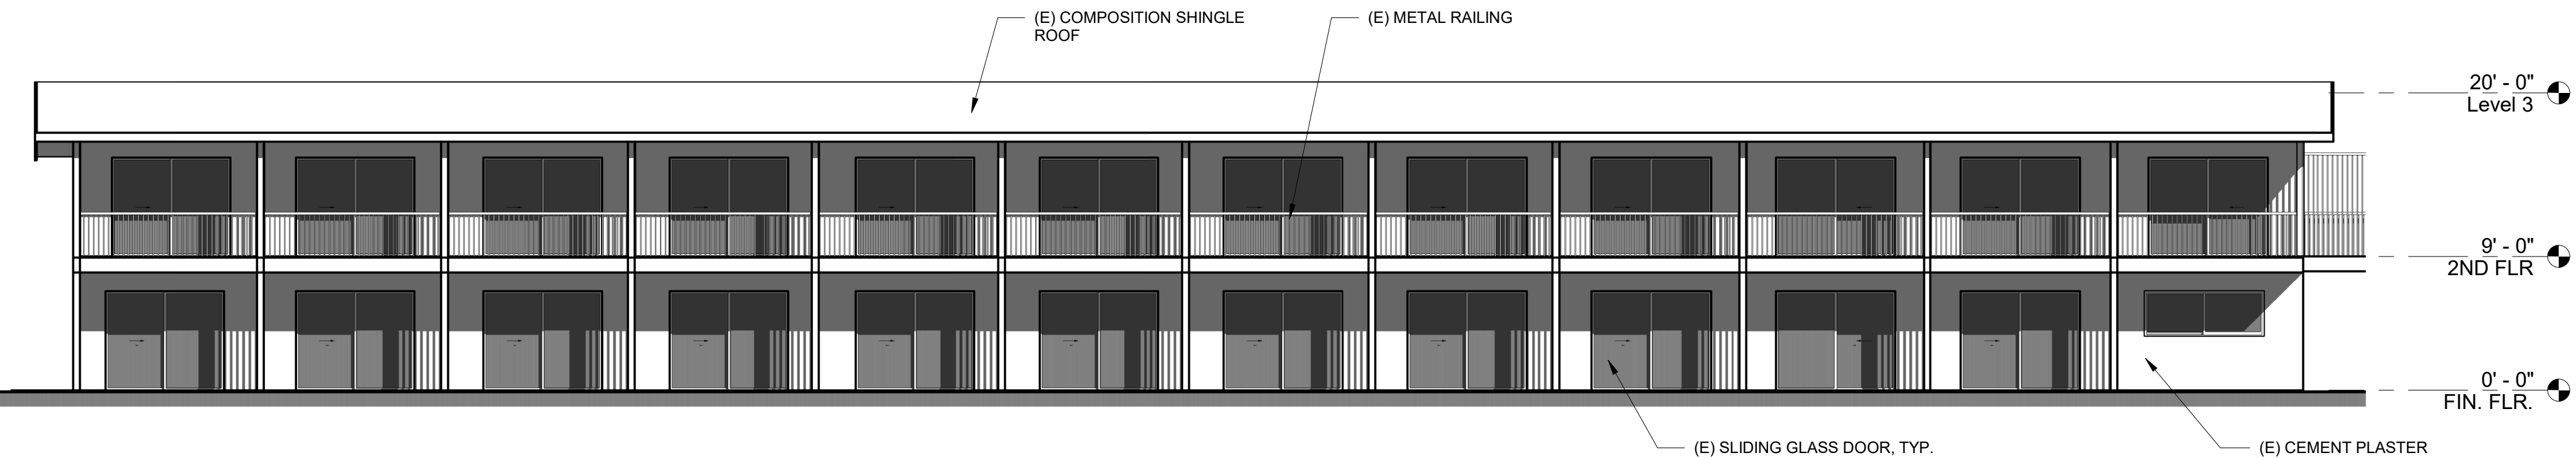 (E) COMPOSITION SHINGLE
ROOF
(E) METAL RAILING
20' - 0"
Level 3
9' - 0"
2ND FLR
0' - 0"
FIN. FLR.
(E) SLIDING GLASS DOOR, TYP.
(E) CEMENT PLASTER